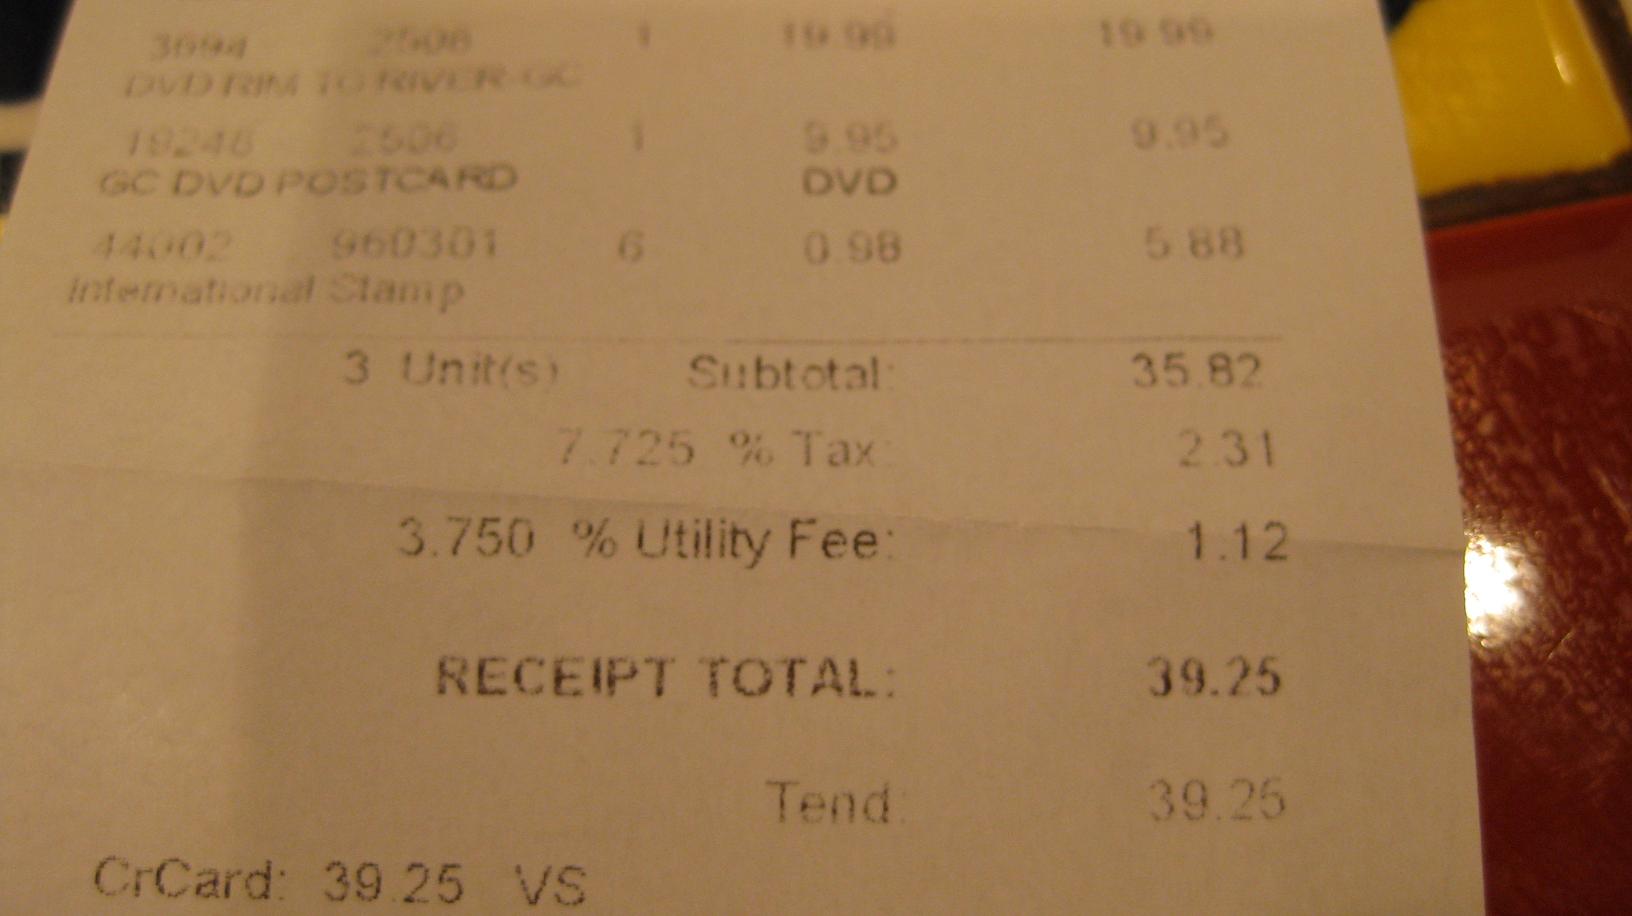 3694 2506 1 19.99 19.99
DVD RIM TO RIVER-GC
19248 2506 1 9.95 9.95
GC DVD POSTCARD DVD
44002 960301 6 0.98 5.88
International Stamp
3 Unit(s) Subtotal: 35.82
7.725 % Tax: 2.31
3.750 % Utility Fee: 1.12
RECEIPT TOTAL: 39.25
Tend: 39.25
CrCard: 39.25 VS